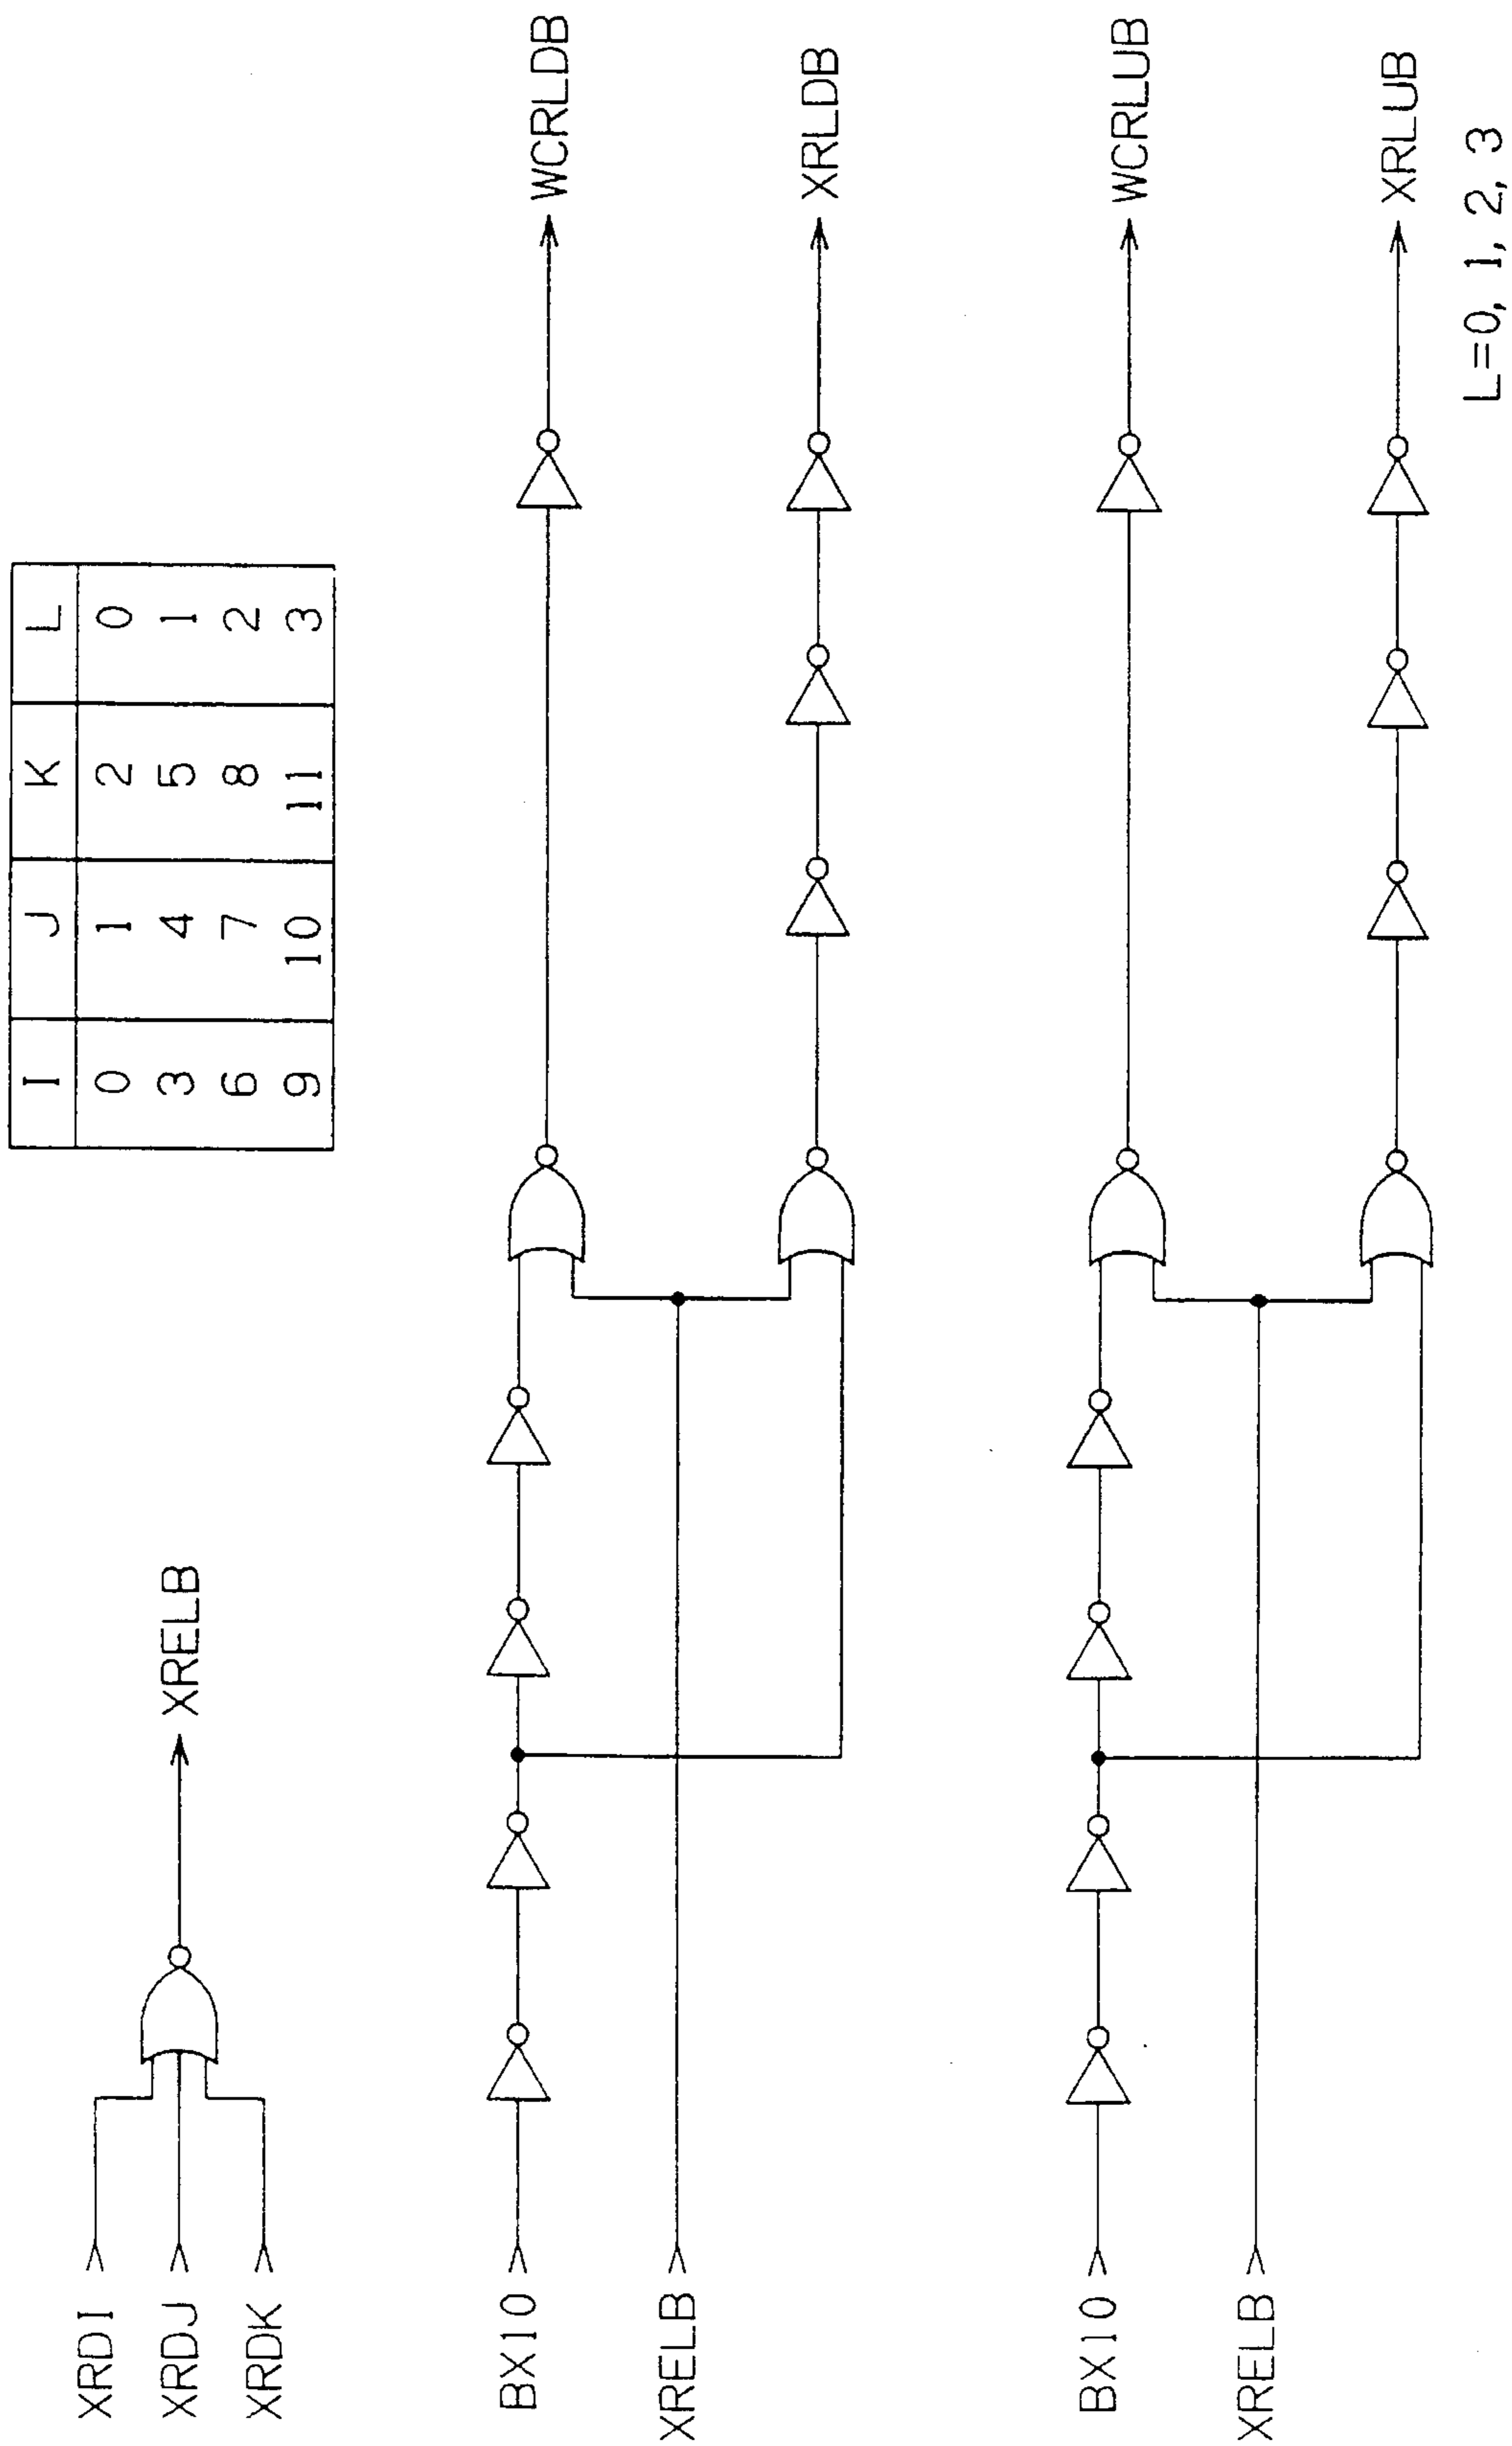 XRDI
XRDJ
XRDK
XRELB
I J K L
0 1 2 0
3 4 5 1
6 7 8 2
9 10 11 3
BX10
XRELB
WCRLDB
XRLDB
BX10
XRELB
WCRLUB
XRLUB
L=0, 1, 2, 3